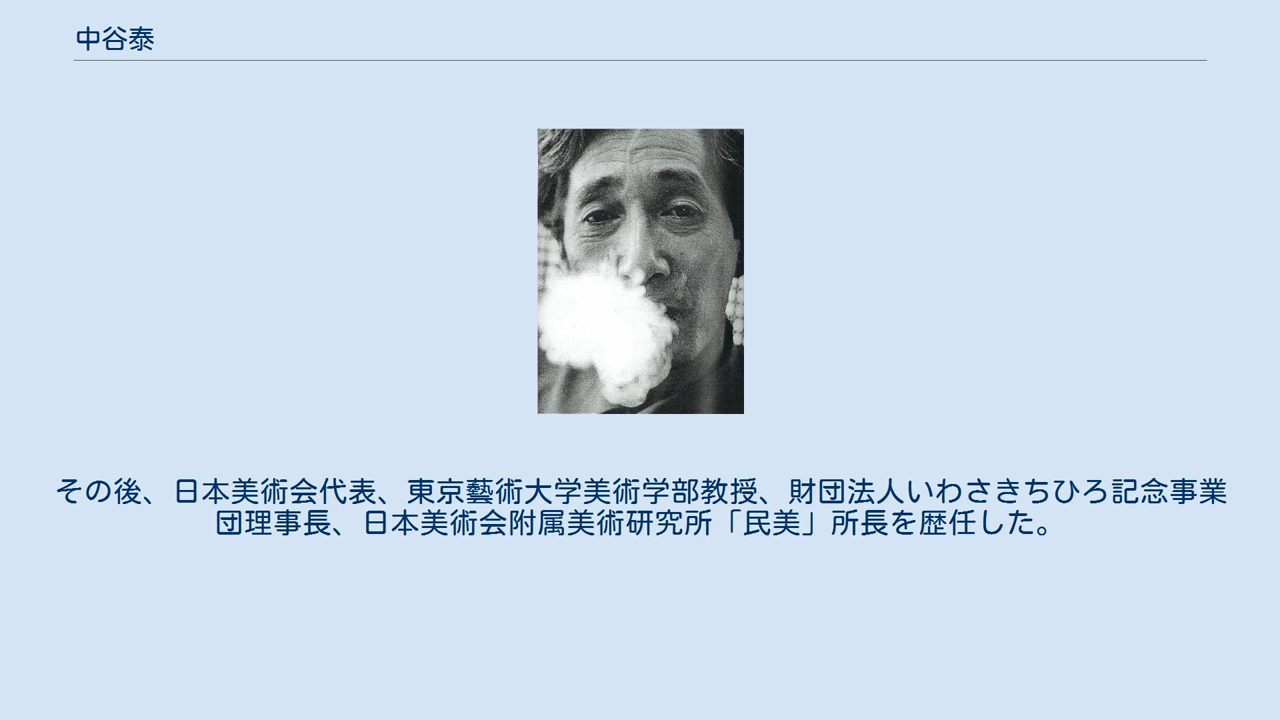 中谷泰
その後、日本美術会代表、東京藝術大学美術学部教授、財団法人いわさきちひろ記念事業
団理事長、日本美術会附属美術研究所「民美」所長を歴任した。